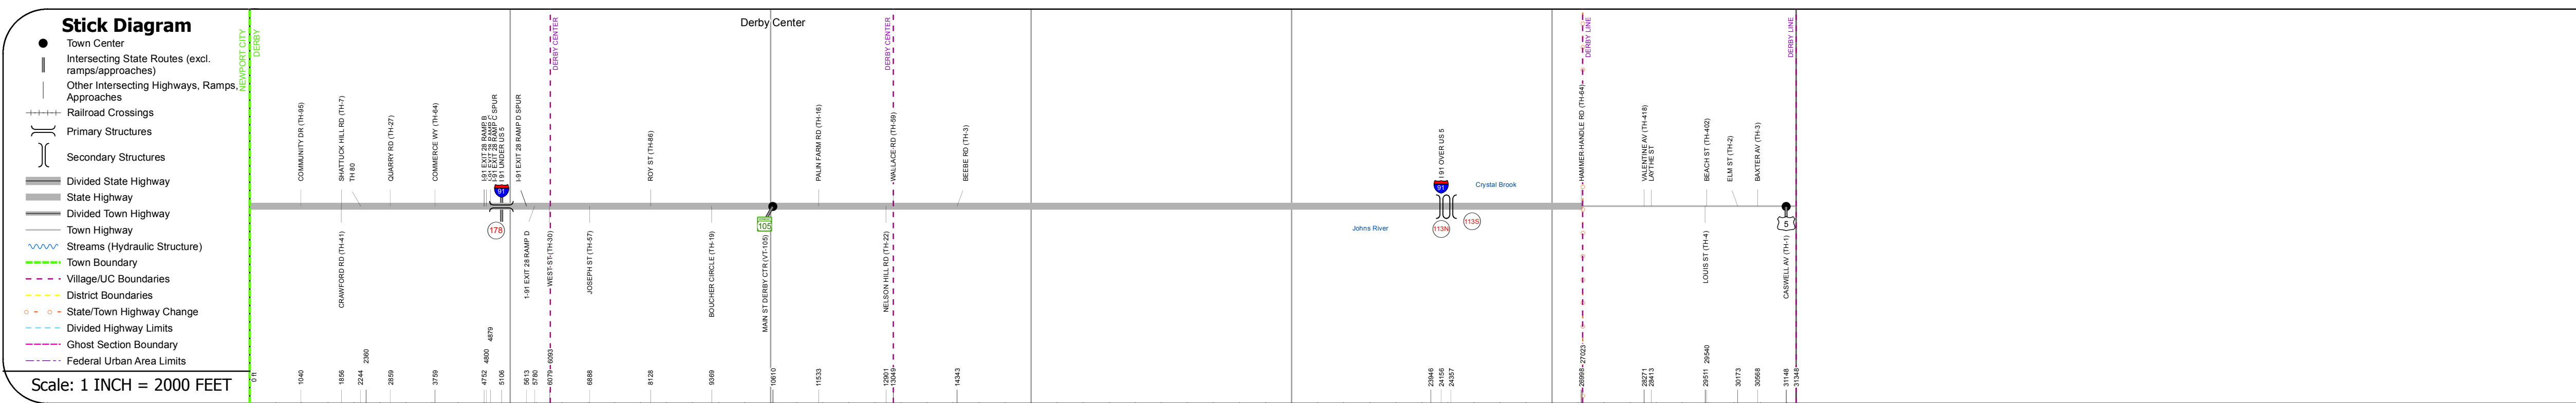 Stick Diagram
Town Center
Intersecting State Routes (excl.
ramps/approaches)
Other Intersecting Highways, Ramps,
Approaches
Railroad Crossings
Primary Structures
Secondary Structures
Divided State Highway
State Highway
Divided Town Highway
Town Highway
Streams (Hydraulic Structure)
Town Boundary
Village/UC Boundaries
District Boundaries
State/Town Highway Change
Divided Highway Limits
Ghost Section Boundary
Federal Urban Area Limits
Scale: 1 INCH = 2000 FEET
NEWPORT CITY
DERBY
DERBY CENTER
Derby Center
DERBY CENTER
DERBY LINE
DERBY LINE
COMMUNITY DR (TH-95)
SHATTUCK HILL RD (TH-7)
TH 80
QUARRY RD (TH-27)
COMMERCE WY (TH-64)
I-91 EXIT 28 RAMP B
I-91 EXIT 28 RAMP C
I-91 EXIT 28 RAMP C SPUR
I 91 UNDER US 5
I-91 EXIT 28 RAMP D SPUR
ROY ST (TH-86)
PALIN FARM RD (TH-16)
WALLACE RD (TH-59)
BEEBE RD (TH-3)
I 91 OVER US 5
HAMMER-HANDLE RD (TH-64)
VALENTINE AV (TH-418)
LAYTHE ST
BEACH ST (TH-402)
ELM ST (TH-2)
BAXTER AV (TH-3)
91
91
Crystal Brook
Johns River
178
105
113N
113S
5
CRAWFORD RD (TH-41)
1-91 EXIT 28 RAMP D
WEST ST (TH-30)
JOSEPH ST (TH-57)
BOUCHER CIRCLE (TH-19)
MAIN ST DERBY CTR (VT-105)
NELSON HILL RD (TH-22)
LOUIS ST (TH-4)
CASWELL AV (TH-1)
0 ft
1040
1856
2244
2360
2859
3759
4752
4800
4879
5106
5613
5780
6079
6093
6888
8128
9369
10610
11533
12901
13049
14343
23946
24156
24357
26998
27023
28271
28413
29511
29540
30173
30568
31148
31348